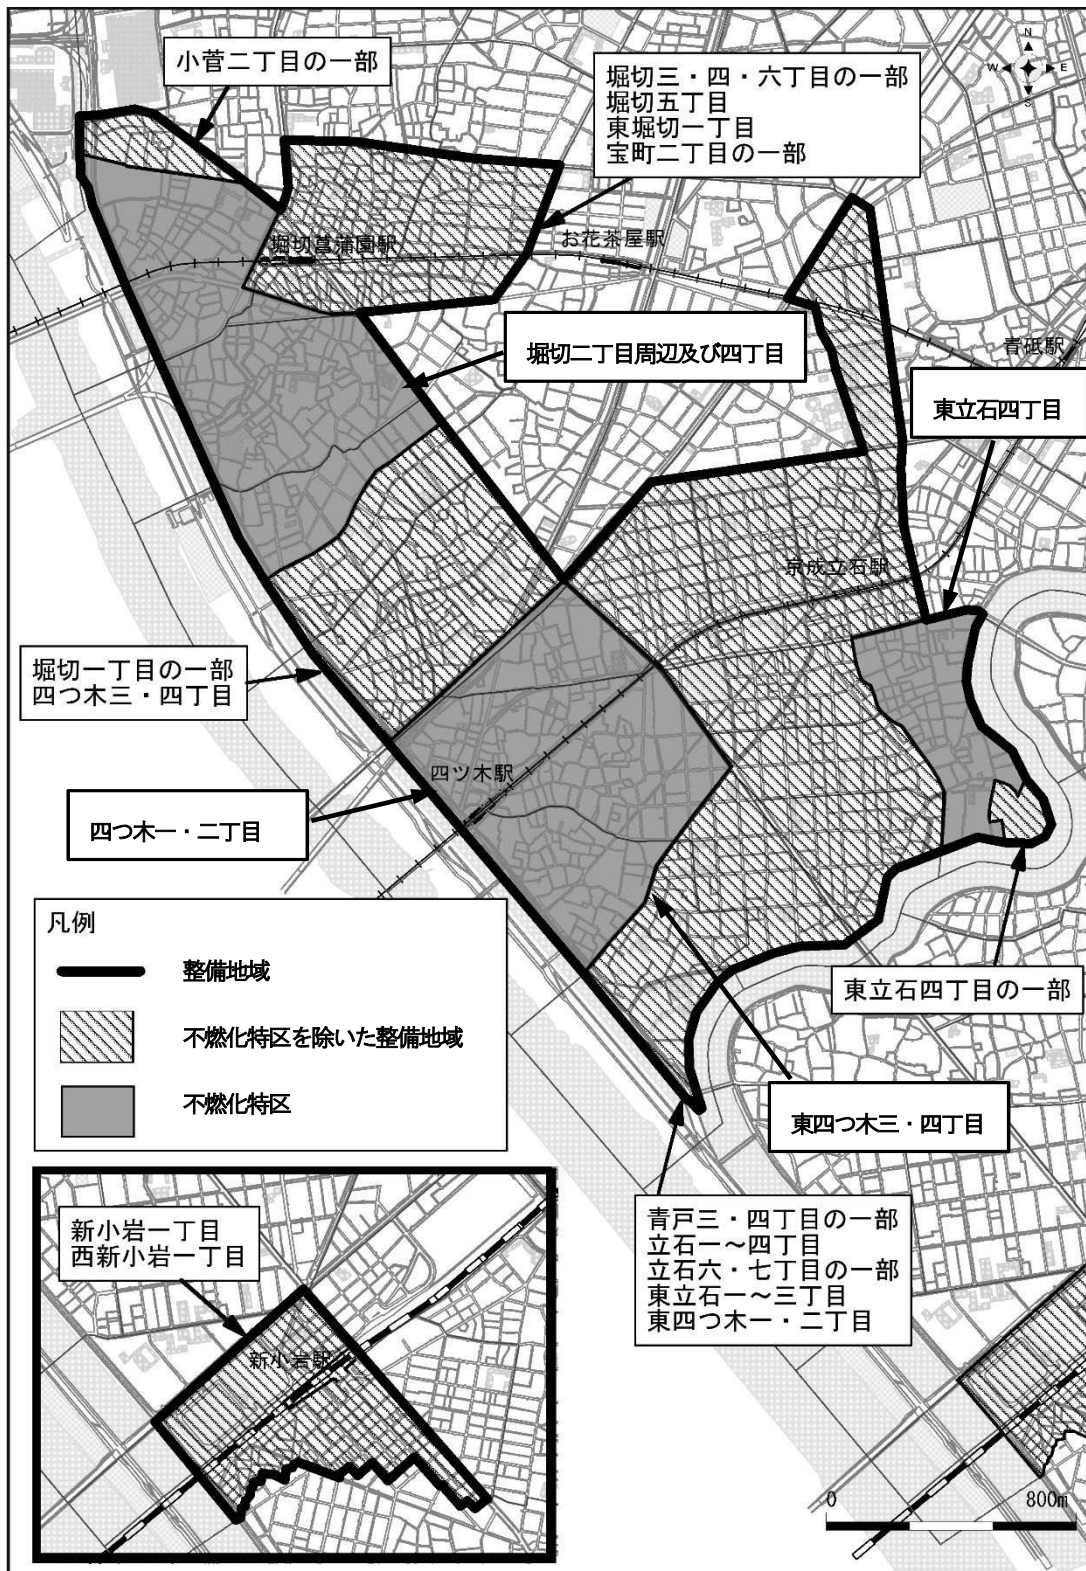 小菅二丁目の一部
堀切三・四・六丁目の一部
堀切五丁目
東堀切一丁目
宝町二丁目の一部
N
W
E
S
堀切菖蒲園駅
お花茶屋駅
青砥駅
堀切二丁目周辺及び四丁目
東立石四丁目
京成立石駅
堀切一丁目の一部
四つ木三・四丁目
四ツ木駅
四つ木一・二丁目
凡例
整備地域
不燃化特区を除いた整備地域
不燃化特区
東立石四丁目の一部
東四つ木三・四丁目
青戸三・四丁目の一部
立石一～四丁目
立石六・七丁目の一部
東立石一～三丁目
東四つ木一・二丁目
新小岩一丁目
西新小岩一丁目
新小岩駅
0
800m